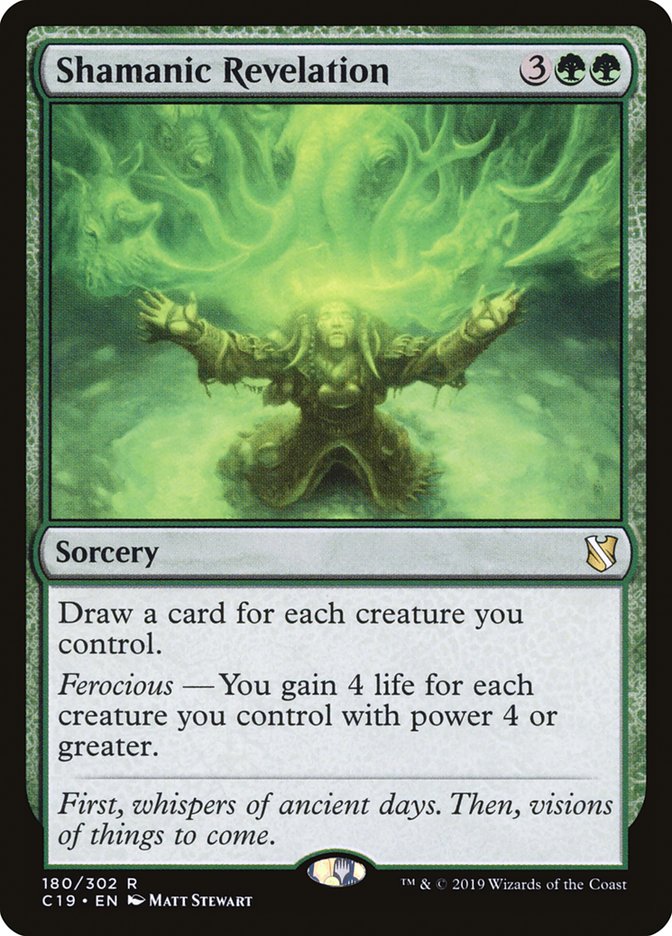 Shamanic Revelation 3
Sorcery
Draw a card for each creature you
control.
Ferocious — You gain 4 life for each
creature you control with power 4 or
greater.
First, whispers of ancient days. Then, visions
of things to come.
180/302 R
C19 • EN Matt Stewart
™ & © 2019 Wizards of the Coast